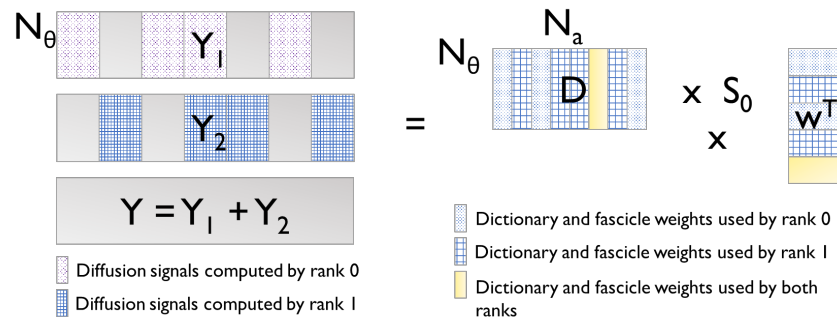 Nθ
Y1
Y2
Y = Y1 + Y2
Diffusion signals computed by rank 0
Diffusion signals computed by rank 1
=
Na
Nθ
D
x S0
x
wT
Dictionary and fascicle weights used by rank 0
Dictionary and fascicle weights used by rank 1
Dictionary and fascicle weights used by both
ranks